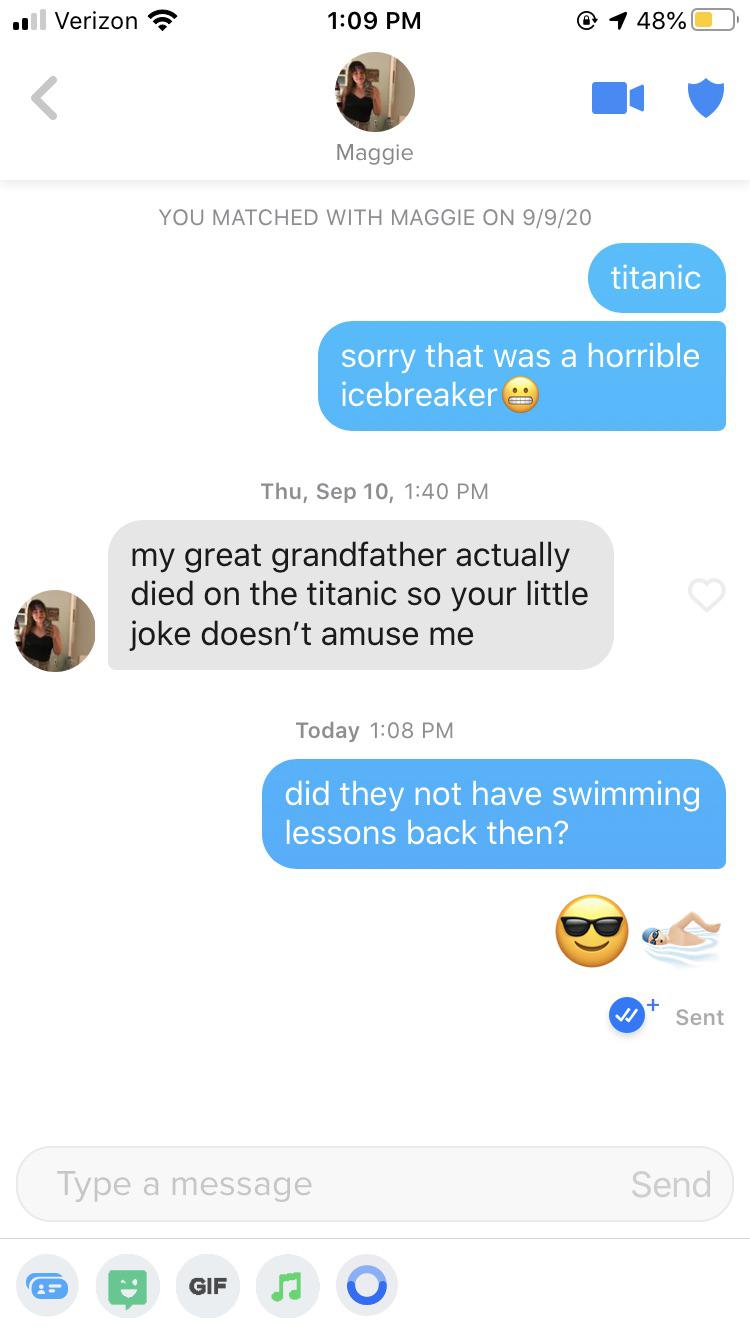 Verizon 1:09 PM 48%
Maggie
YOU MATCHED WITH MAGGIE ON 9/9/20
titanic
sorry that was a horrible
icebreaker😬
Thu, Sep 10, 1:40 PM
my great grandfather actually
died on the titanic so your little
joke doesn’t amuse me
Today 1:08 PM
did they not have swimming
lessons back then?
😎🏊🏻
Sent
Type a message Send
GIF